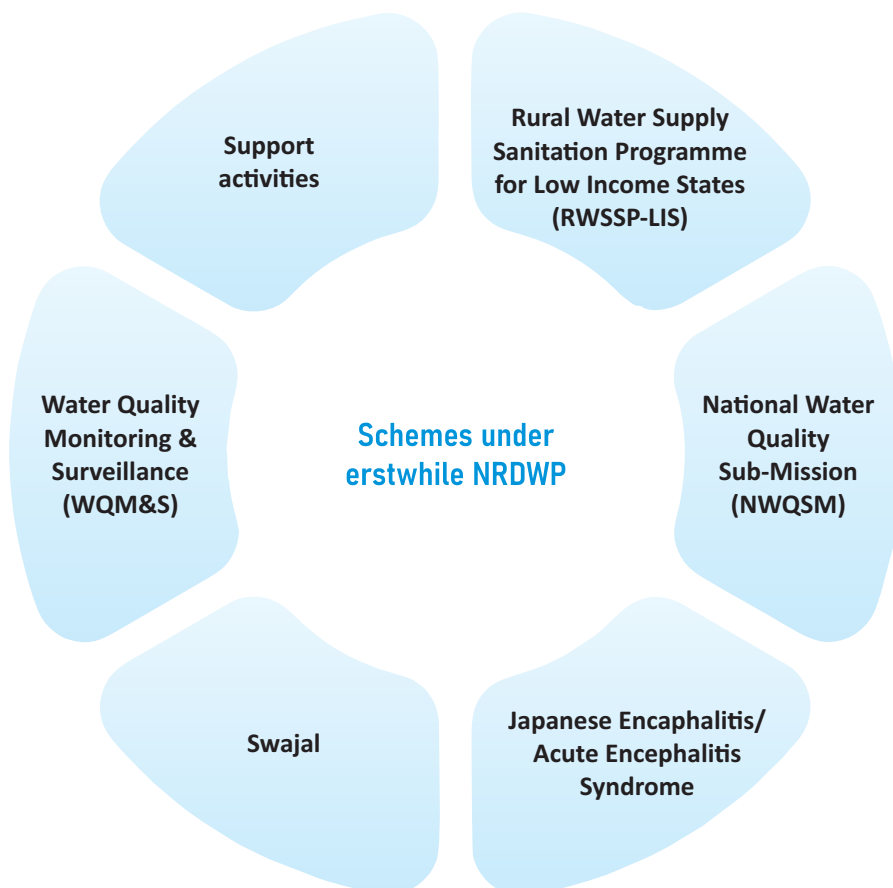 Support
activities
Rural Water Supply
Sanitation Programme
for Low Income States
(RWSSP-LIS)
Water Quality
Monitoring &
Surveillance
(WQM&S)
Schemes under
erstwhile NRDWP
National Water
Quality
Sub-Mission
(NWQSM)
Swajal
Japanese Encaphalitis/
Acute Encephalitis
Syndrome